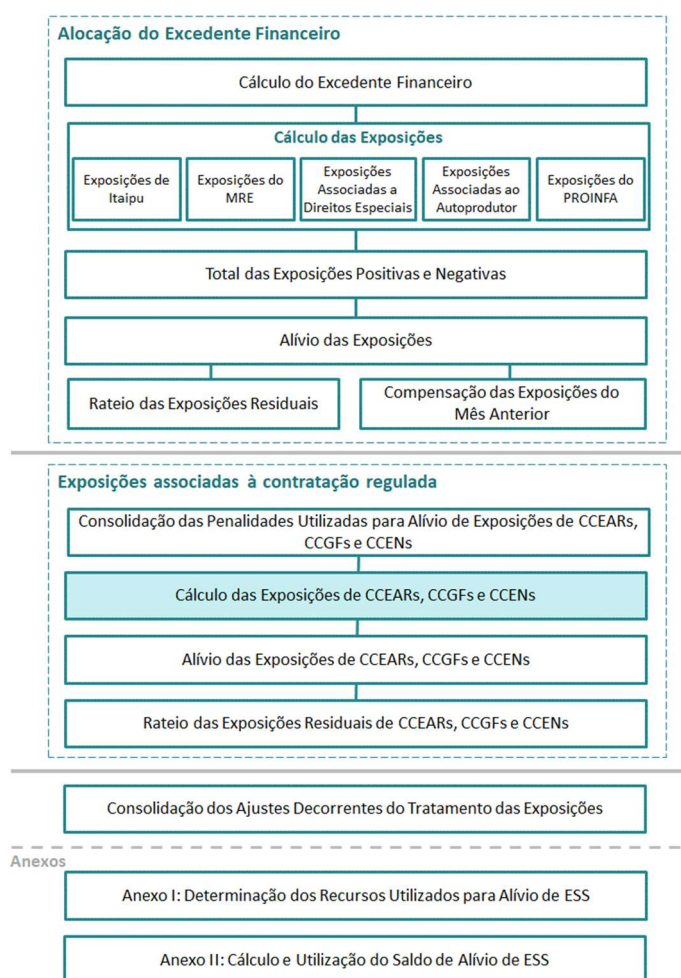 Alocação do Excedente Financeiro
Cálculo do Excedente Financeiro
Cálculo das Exposições
Exposições de
Itaipu
Exposições do
MRE
Exposições
Associadas a
Direitos Especiais
Exposições
Associadas ao
Autoprodutor
Exposições do
PROINFA
Total das Exposições Positivas e Negativas
Alívio das Exposições
Rateio das Exposições Residuais
Compensação das Exposições do
Mês Anterior
Exposições associadas à contratação regulada
Consolidação das Penalidades Utilizadas para Alívio de Exposições de CCEARs,
CCGFs e CCENs
Cálculo das Exposições de CCEARs, CCGFs e CCENs
Alívio das Exposições de CCEARs, CCGFs e CCENs
Rateio das Exposições Residuais de CCEARs, CCGFs e CCENs
Consolidação dos Ajustes Decorrentes do Tratamento das Exposições
Anexos
Anexo I: Determinação dos Recursos Utilizados para Alívio de ESS
Anexo II: Cálculo e Utilização do Saldo de Alívio de ESS